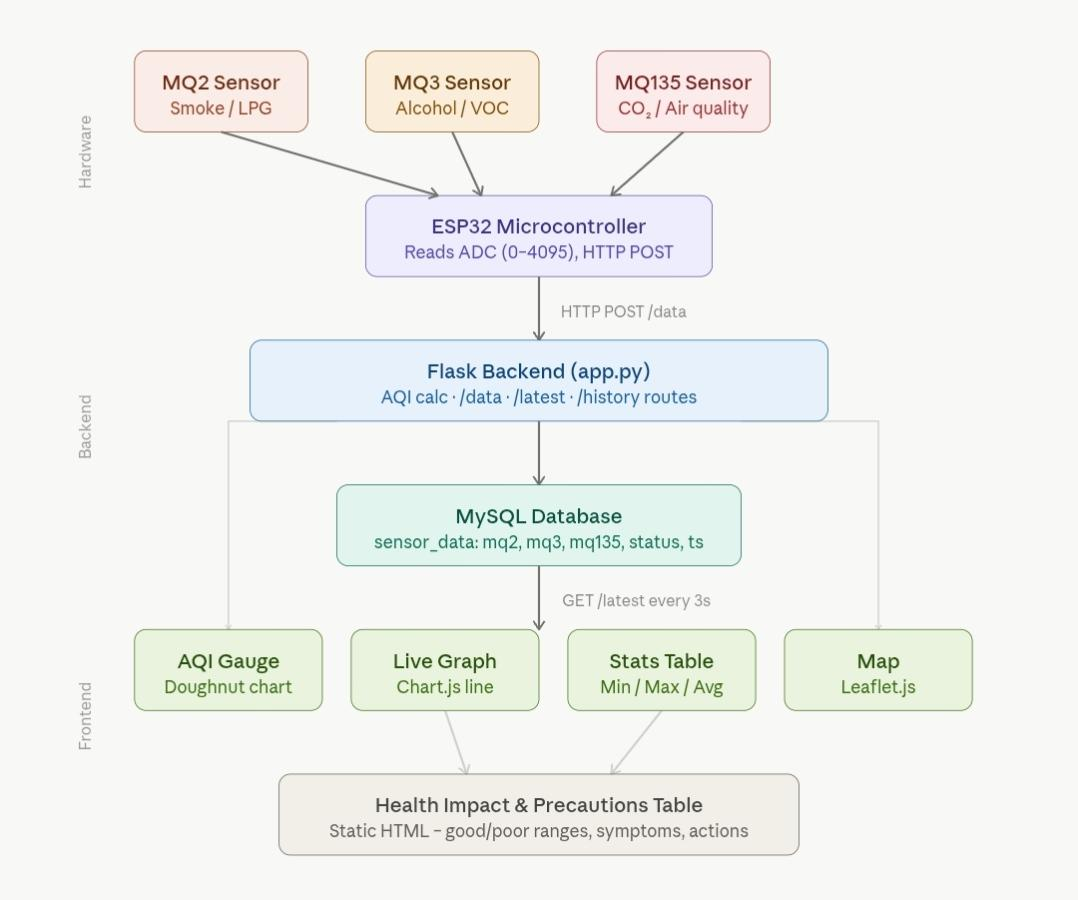 MQ2 Sensor
Smoke / LPG
MQ3 Sensor
Alcohol / VOC
MQ135 Sensor
CO₂ / Air quality
Hardware
ESP32 Microcontroller
Reads ADC (0–4095), HTTP POST
HTTP POST /data
Flask Backend (app.py)
AQI calc · /data · /latest · /history routes
Backend
MySQL Database
sensor_data: mq2, mq3, mq135, status, ts
GET /latest every 3s
AQI Gauge
Doughnut chart
Live Graph
Chart.js line
Stats Table
Min / Max / Avg
Map
Leaflet.js
Frontend
Health Impact & Precautions Table
Static HTML – good/poor ranges, symptoms, actions